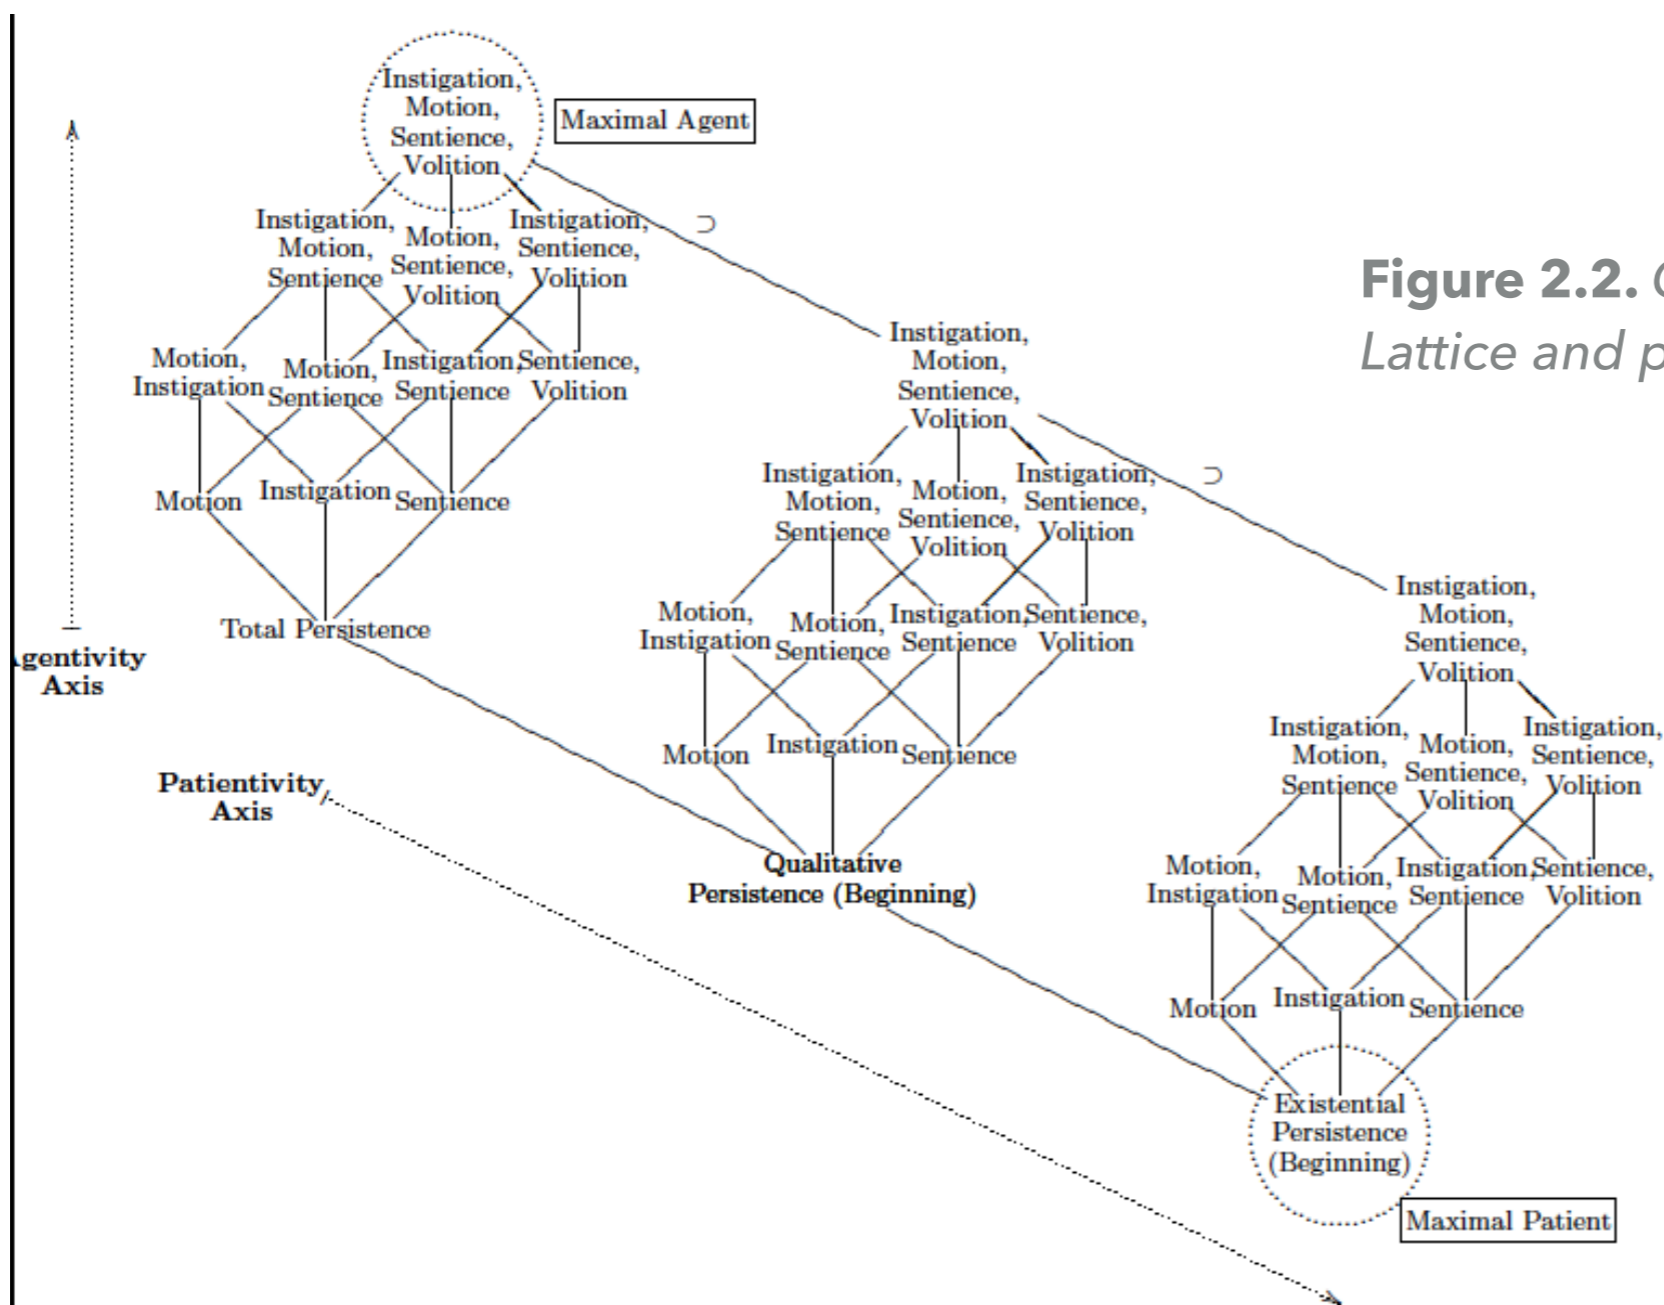 Instigation,
Motion,
Sentience,
Volition
Maximal Agent
Instigation,
Motion,
Sentience
Motion,
Sentience,
Volition
Instigation,
Sentience,
Volition
⊃
Motion,
Instigation
Motion,
Sentience
Instigation,
Sentience
Sentience,
Volition
Motion
Instigation
Sentience
Total Persistence
gentivity
Axis
Patientivity
Axis
Figure 2.2.
Lattice and p
Instigation,
Motion,
Sentience,
Volition
Instigation,
Motion,
Sentience
Motion,
Sentience,
Volition
Instigation,
Sentience,
Volition
⊃
Motion,
Instigation
Motion,
Sentience
Instigation,
Sentience
Sentience,
Volition
Motion
Instigation
Sentience
Qualitative
Persistence (Beginning)
Instigation,
Motion,
Sentience,
Volition
Instigation,
Motion,
Sentience
Motion,
Sentience,
Volition
Instigation,
Sentience,
Volition
Motion,
Instigation
Motion,
Sentience
Instigation,
Sentience
Sentience,
Volition
Motion
Instigation
Sentience
Existential
Persistence
(Beginning)
Maximal Patient